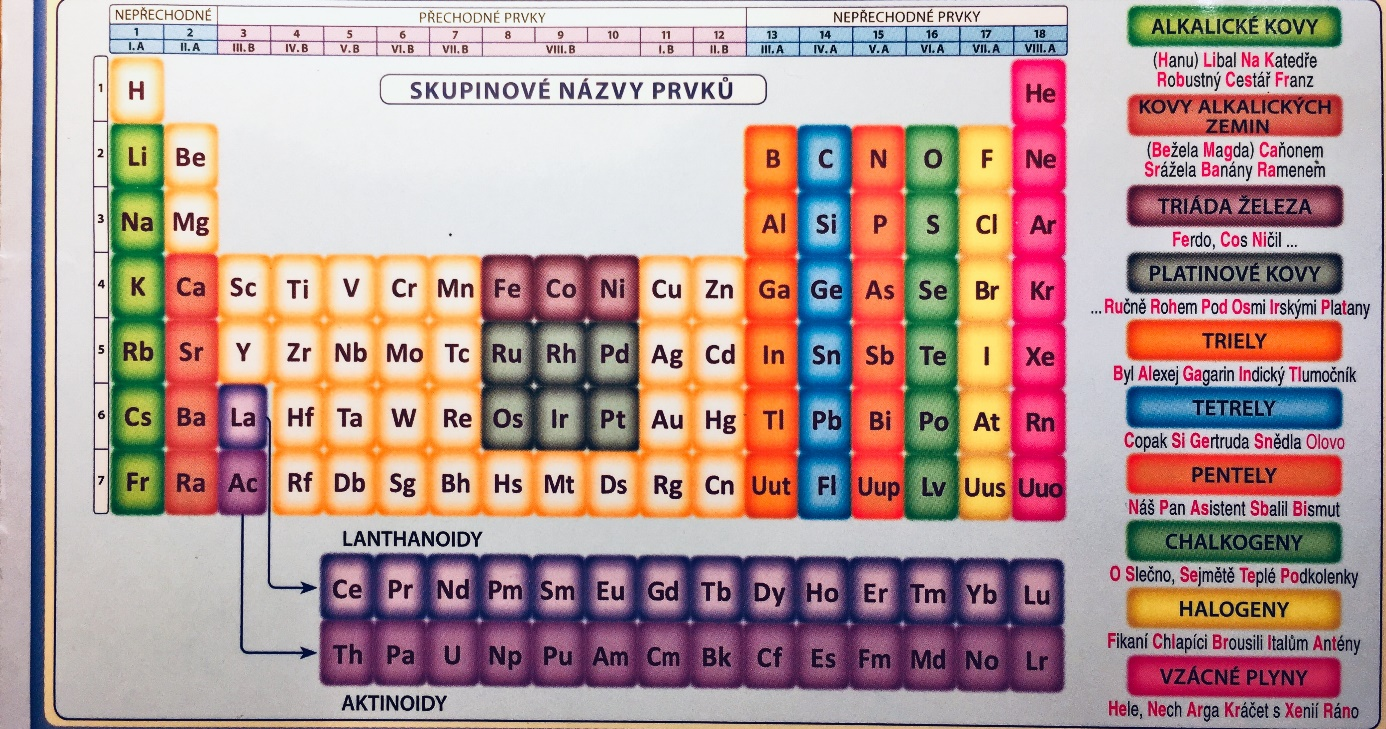 NEPŘECHODNÉ PŘECHODNÉ PRVKY NEPŘECHODNÉ PRVKY
1 2 3 4 5 6 7 8 9 10 11 12 13 14 15 16 17 18
I.A II.A III.B IV.B V.B VI.B VII.B VIII.B I.B II.B III.A IV.A V.A VI.A VII.A VIII.A
SKUPINOVÉ NÁZVY PRVKŮ
1 H He
2 Li Be B C N O F Ne
3 Na Mg Al Si P S Cl Ar
4 K Ca Sc Ti V Cr Mn Fe Co Ni Cu Zn Ga Ge As Se Br Kr
5 Rb Sr Y Zr Nb Mo Tc Ru Rh Pd Ag Cd In Sn Sb Te I Xe
6 Cs Ba La Hf Ta W Re Os Ir Pt Au Hg Tl Pb Bi Po At Rn
7 Fr Ra Ac Rf Db Sg Bh Hs Mt Ds Rg Cn Uut Fl Uup Lv Uus Uuo
LANTHANOIDY
Ce Pr Nd Pm Sm Eu Gd Tb Dy Ho Er Tm Yb Lu
Th Pa U Np Pu Am Cm Bk Cf Es Fm Md No Lr
AKTINOIDY
ALKALICKÉ KOVY
(Hanu) Líbal Na Katedře
Robustný Cestář Franz
KOVY ALKALICKÝCH
ZEMIN
(Bežela Magda) Caňonem
Srážela Banány Ramenem
TRIÁDA ŽELEZA
Ferdo, Cos Ničil ...
PLATINOVÉ KOVY
... Ručně Rohem Pod Osmi Irskými Platany
TRIELY
Byl Alexej Gagarin Indický Tlumočník
TETRELY
Copak Si Gertruda Snědla Olovo
PENTELY
Náš Pan Asistent Sbalil Bismut
CHALKOGENY
O Slečno, Sejmětě Teplé Podkolenky
HALOGENY
Fikaní Chlapíci Brousili Italům Antény
VZÁCNÉ PLYNY
Hele, Nech Arga Kráčet s Xenií Ráno